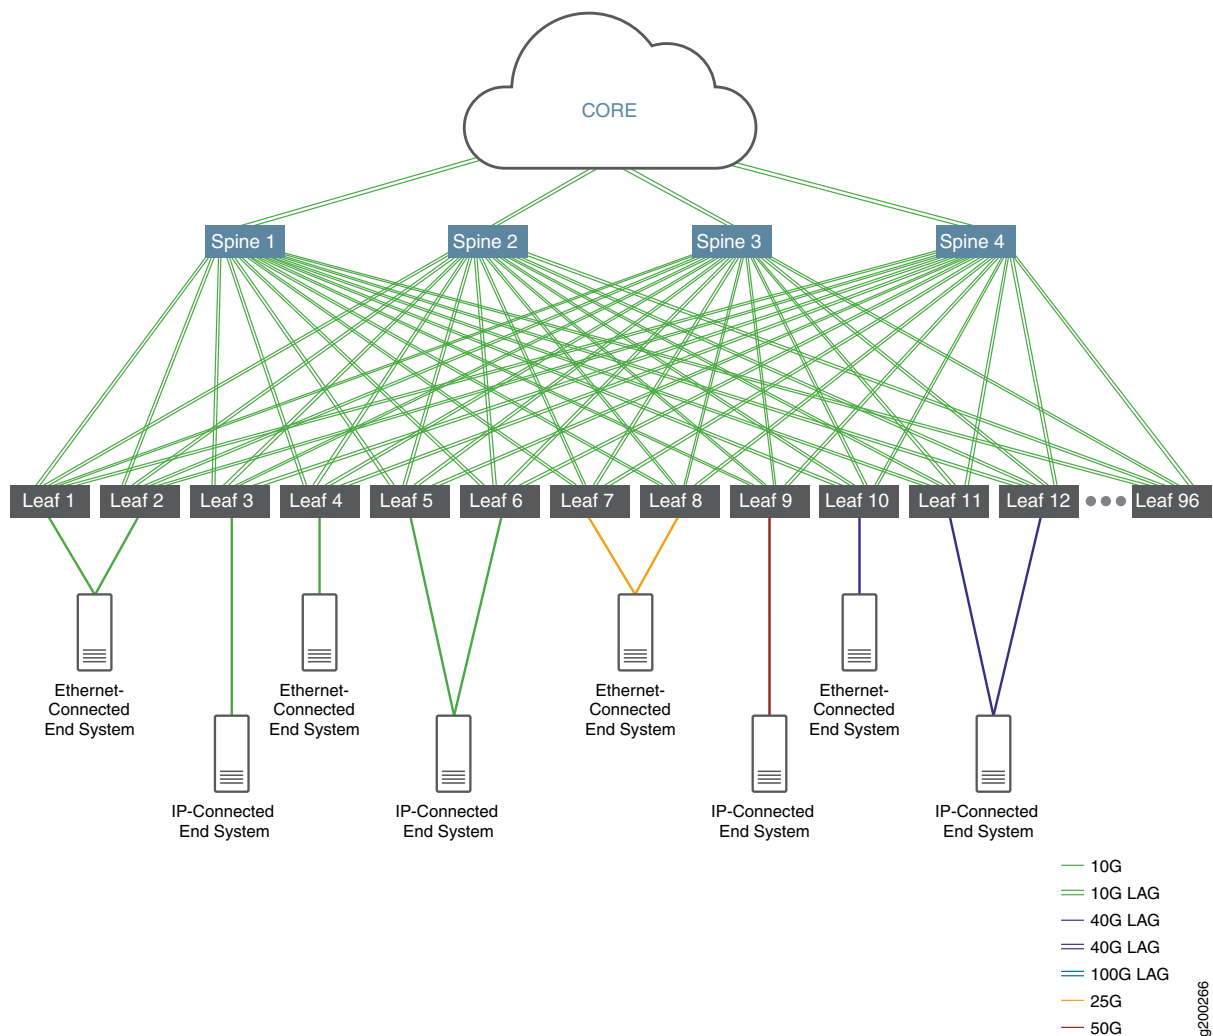 CORE
Spine 1
Spine 2
Spine 3
Spine 4
Leaf 1
Leaf 2
Leaf 3
Leaf 4
Leaf 5
Leaf 6
Leaf 7
Leaf 8
Leaf 9
Leaf 10
Leaf 11
Leaf 12
Leaf 96
Ethernet-
Connected
End System
Ethernet-
Connected
End System
Ethernet-
Connected
End System
Ethernet-
Connected
End System
IP-Connected
End System
IP-Connected
End System
IP-Connected
End System
IP-Connected
End System
10G
10G LAG
40G LAG
40G LAG
100G LAG
25G
50G
g200266